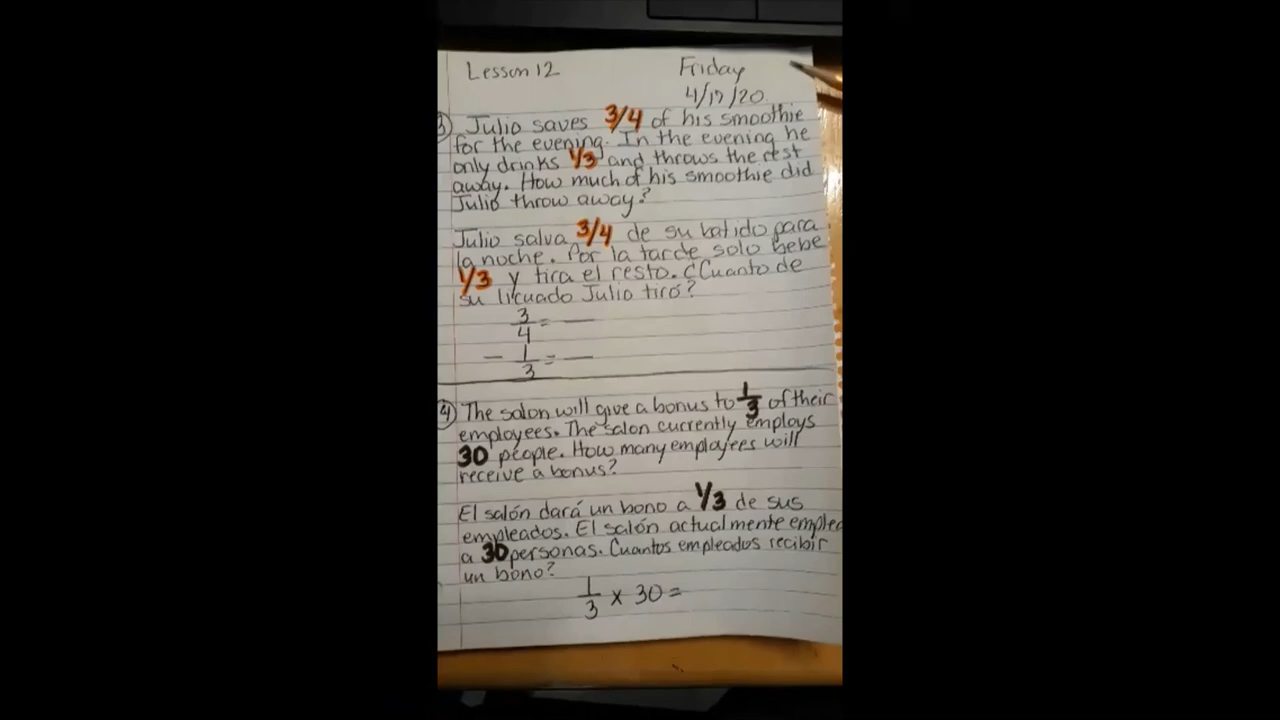 Lesson 12
Friday
4/17/20
3) Julio saves 3/4 of his smoothie
for the evening. In the evening he
only drinks 1/3 and throws the rest
away. How much of his smoothie did
Julio throw away?
Julio salva 3/4 de su batido para
la noche. Por la tarde solo bebe
1/3 y tira el resto. ¿Cuanto de
su licuado Julio tiró?
3/4 = __
- 1/3 = __
4) The salon will give a bonus to 1/3 of their
employees. The salon currently employs
30 people. How many employees will
receive a bonus?
El salón dará un bono a 1/3 de sus
empleados. El salón actualmente emplea
a 30 personas. Cuantos empleados recibir
un bono?
1/3 x 30 =